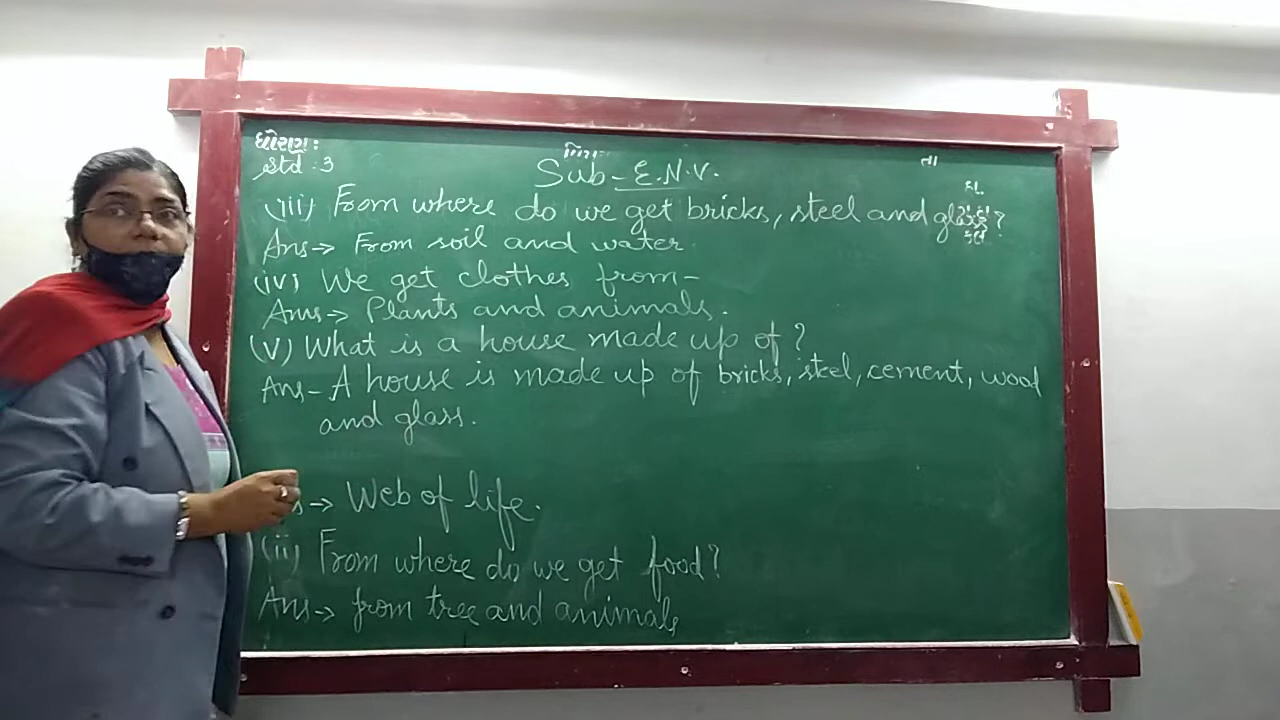 ધોરણ:
std : 3
વિષય
તા
Sub - E.N.V.
(iii) From where do we get bricks, steel and glass?
Ans → From soil and water
(iv) We get clothes from -
Ans → Plants and animals.
(v) What is a house made up of ?
Ans - A house is made up of bricks, steel, cement, wood
and glass.
→ Web of life.
(ii) From where do we get food?
Ans → from tree and animals